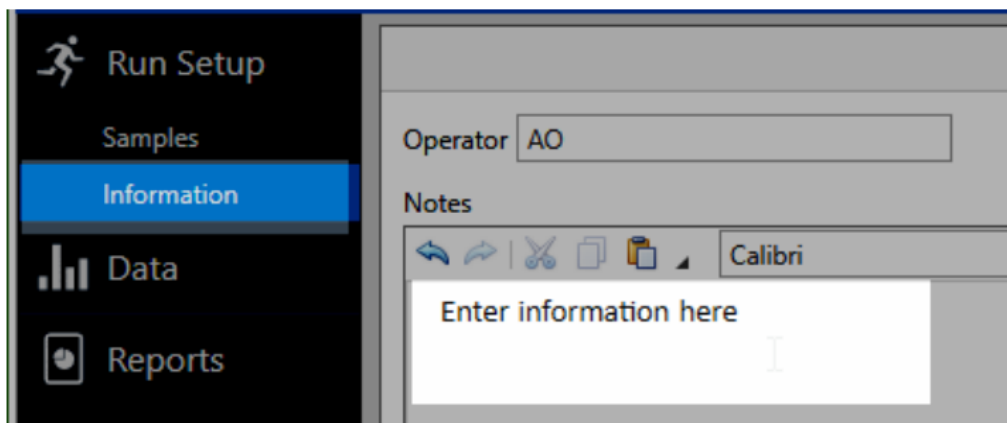 Run Setup
Samples
Information
Data
Reports
Operator AO
Notes
Calibri
Enter information here